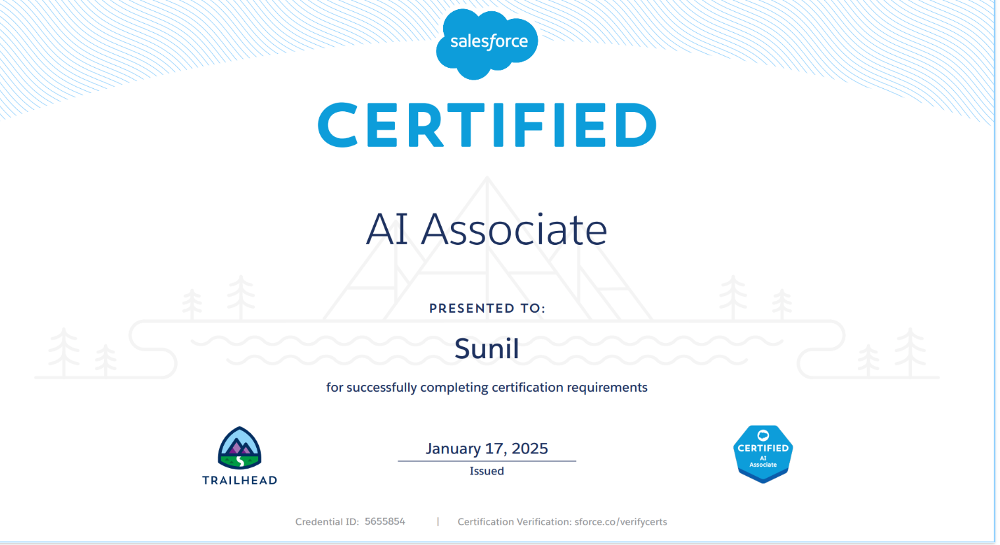 salesforce
CERTIFIED
AI Associate
PRESENTED TO:
Sunil
for successfully completing certification requirements
TRAILHEAD
January 17, 2025
Issued
CERTIFIED
AI
Associate
Credential ID: 5655854 | Certification Verification: sforce.co/verifycerts